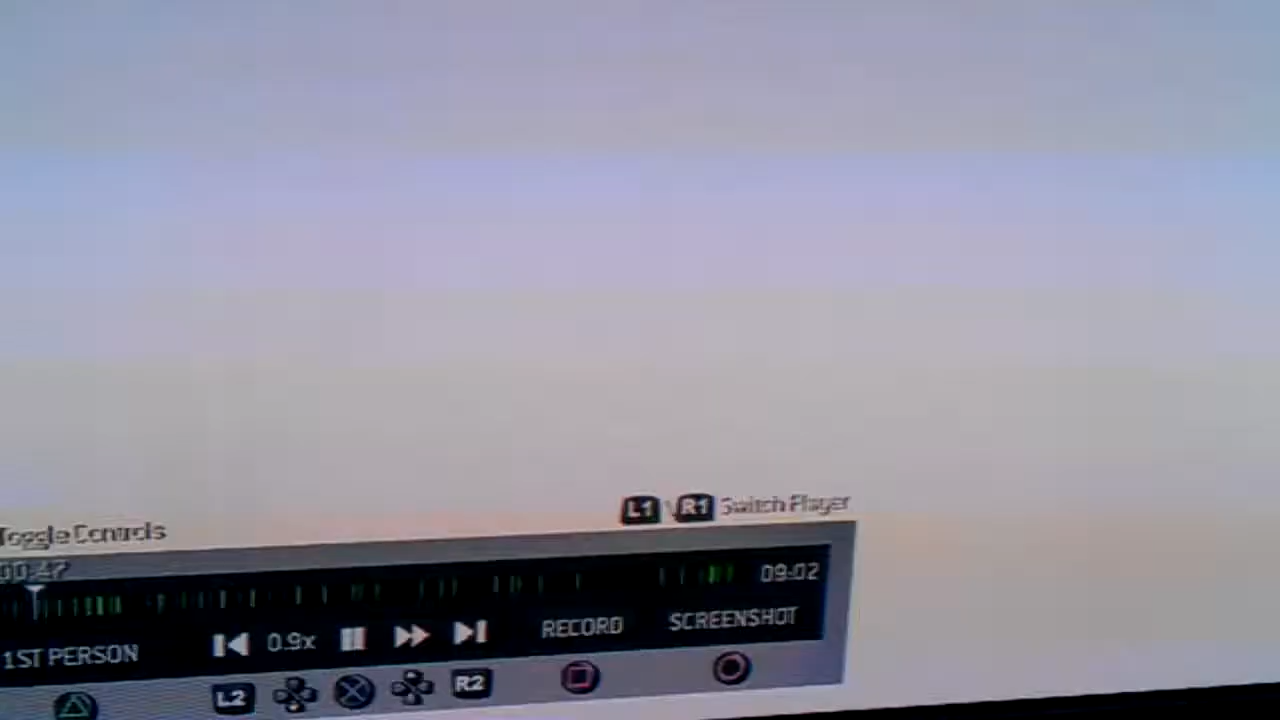 L1 \ R1 Switch Player
Toggle Controls
00:47
09:02
1ST PERSON
0.9x
RECORD
SCREENSHOT
L2
R2